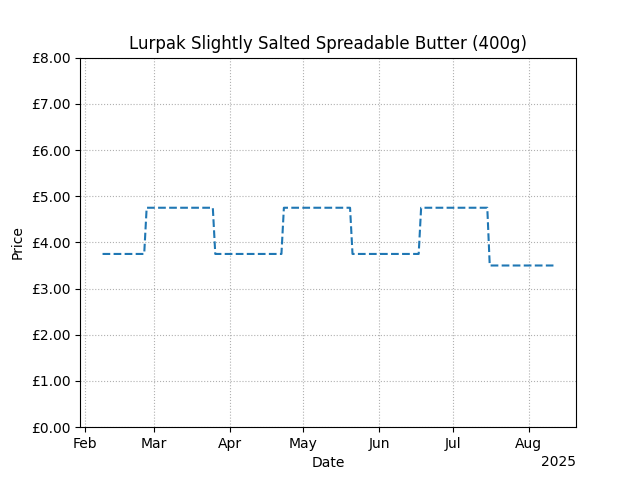 Lurpak Slightly Salted Spreadable Butter (400g)
£8.00
£7.00
£6.00
£5.00
£4.00
£3.00
£2.00
£1.00
£0.00
Price
Feb Mar Apr May Jun Jul Aug
Date
2025